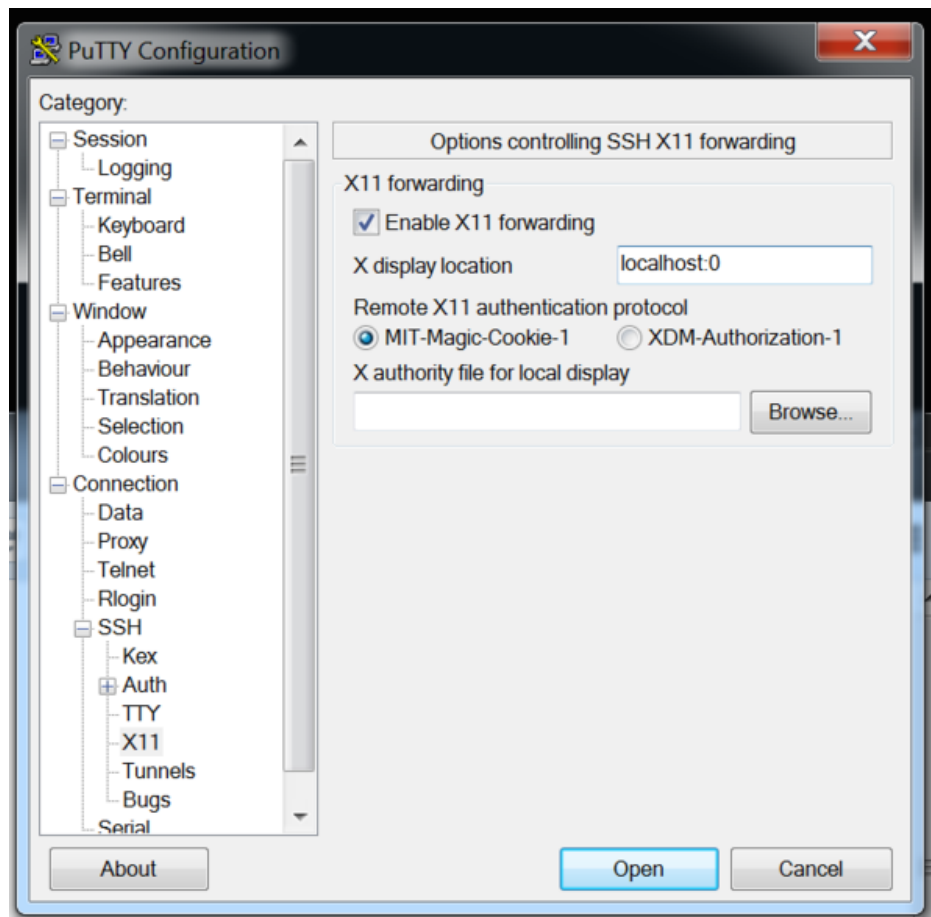 PuTTY Configuration
Category:
Session
Logging
Terminal
Keyboard
Bell
Features
Window
Appearance
Behaviour
Translation
Selection
Colours
Connection
Data
Proxy
Telnet
Rlogin
SSH
Kex
Auth
TTY
X11
Tunnels
Bugs
Serial
Options controlling SSH X11 forwarding
X11 forwarding
Enable X11 forwarding
X display location localhost:0
Remote X11 authentication protocol
MIT-Magic-Cookie-1 XDM-Authorization-1
X authority file for local display
Browse...
About Open Cancel